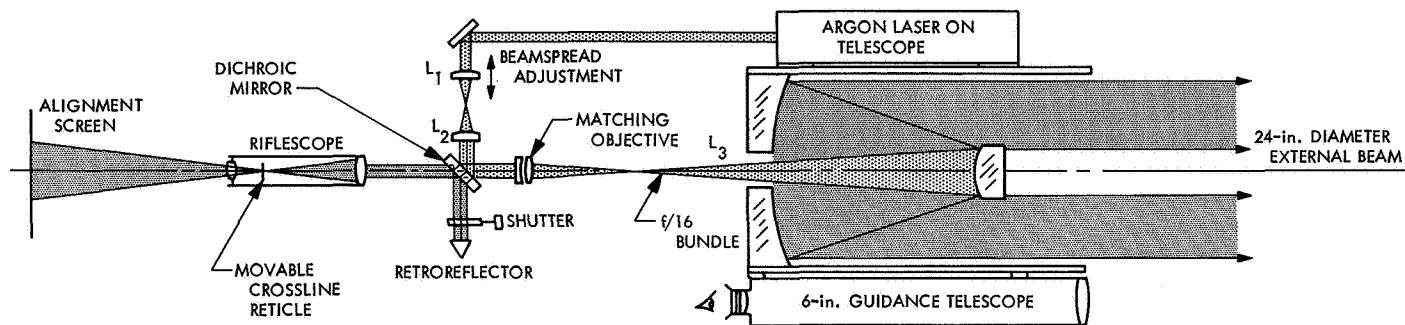 ARGON LASER ON
TELESCOPE
BEAMSPREAD
ADJUSTMENT
L1
DICHROIC
MIRROR
ALIGNMENT
SCREEN
RIFLESCOPE
L2
MATCHING
OBJECTIVE
L3
24-in. DIAMETER
EXTERNAL BEAM
SHUTTER
f/16
BUNDLE
RETROREFLECTOR
MOVABLE
CROSSLINE
RETICLE
6-in. GUIDANCE TELESCOPE